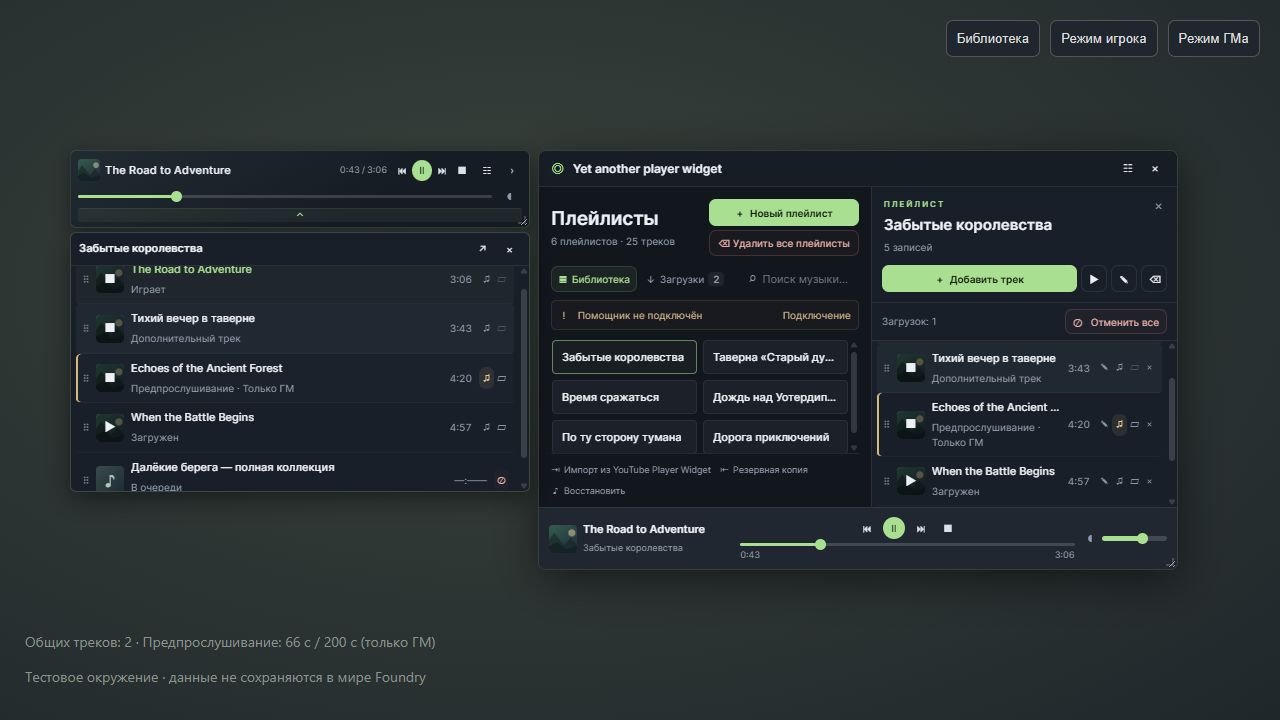 Библиотека
Режим игрока
Режим ГМа
The Road to Adventure
0:43 / 3:06
Забытые королевства
The Road to Adventure
Играет
3:06
Тихий вечер в таверне
Дополнительный трек
3:43
Echoes of the Ancient Forest
Предпрослушивание · Только ГМ
4:20
When the Battle Begins
Загружен
4:57
Далёкие берега — полная коллекция
В очереди
—:——
Yet another player widget
Плейлисты
6 плейлистов · 25 треков
+ Новый плейлист
Удалить все плейлисты
Библиотека
Загрузки 2
Поиск музыки...
! Помощник не подключён
Подключение
Забытые королевства
Таверна «Старый ду...
Время сражаться
Дождь над Уотердип...
По ту сторону тумана
Дорога приключений
Импорт из YouTube Player Widget
Резервная копия
Восстановить
ПЛЕЙЛИСТ
Забытые королевства
5 записей
+ Добавить трек
Загрузок: 1
Отменить все
Тихий вечер в таверне
Дополнительный трек
3:43
Echoes of the Ancient ...
Предпрослушивание ·
Только ГМ
4:20
When the Battle Begins
Загружен
4:57
The Road to Adventure
Забытые королевства
0:43
3:06
Общих треков: 2 · Предпрослушивание: 66 с / 200 с (только ГМ)
Тестовое окружение · данные не сохраняются в мире Foundry